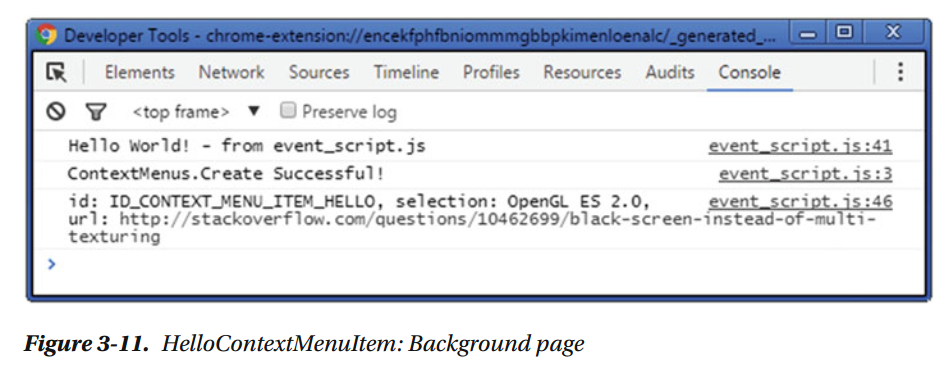 Developer Tools - chrome-extension://encekfphfbniommmgbbpkimenloenalc/_generated_...
Elements Network Sources Timeline Profiles Resources Audits Console
<top frame> ▼ Preserve log
Hello World! - from event_script.js event_script.js:41
ContextMenus.Create Successful! event_script.js:3
id: ID_CONTEXT_MENU_ITEM_HELLO, selection: OpenGL ES 2.0, event_script.js:46
url: http://stackoverflow.com/questions/10462699/black-screen-instead-of-multi-
texturing
>
Figure 3-11. HelloContextMenuItem: Background page